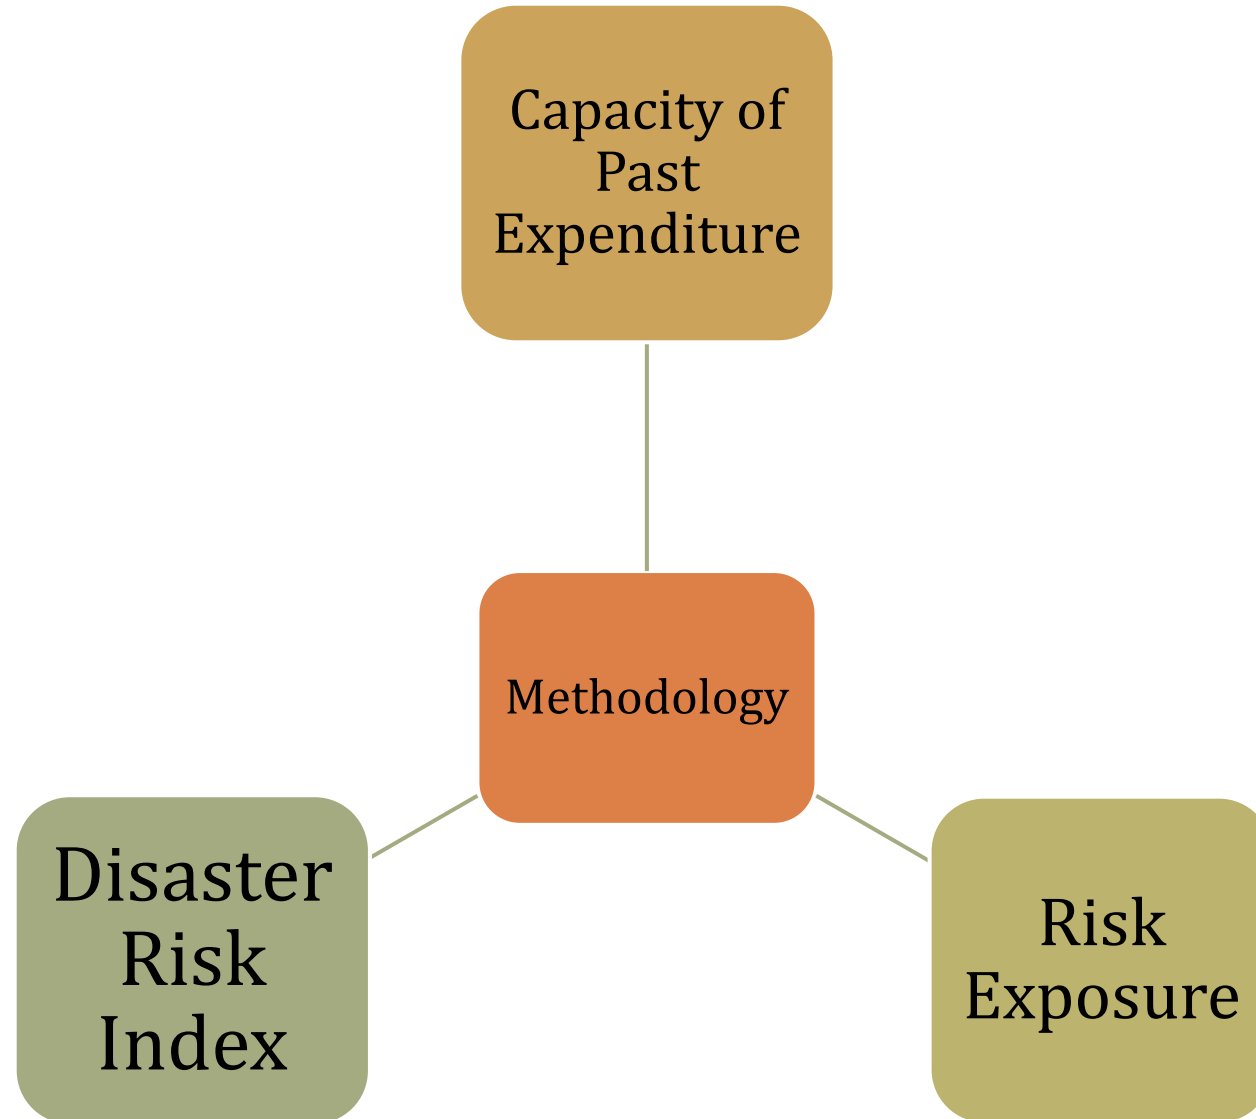 Capacity of
Past
Expenditure
Methodology
Disaster
Risk
Index
Risk
Exposure